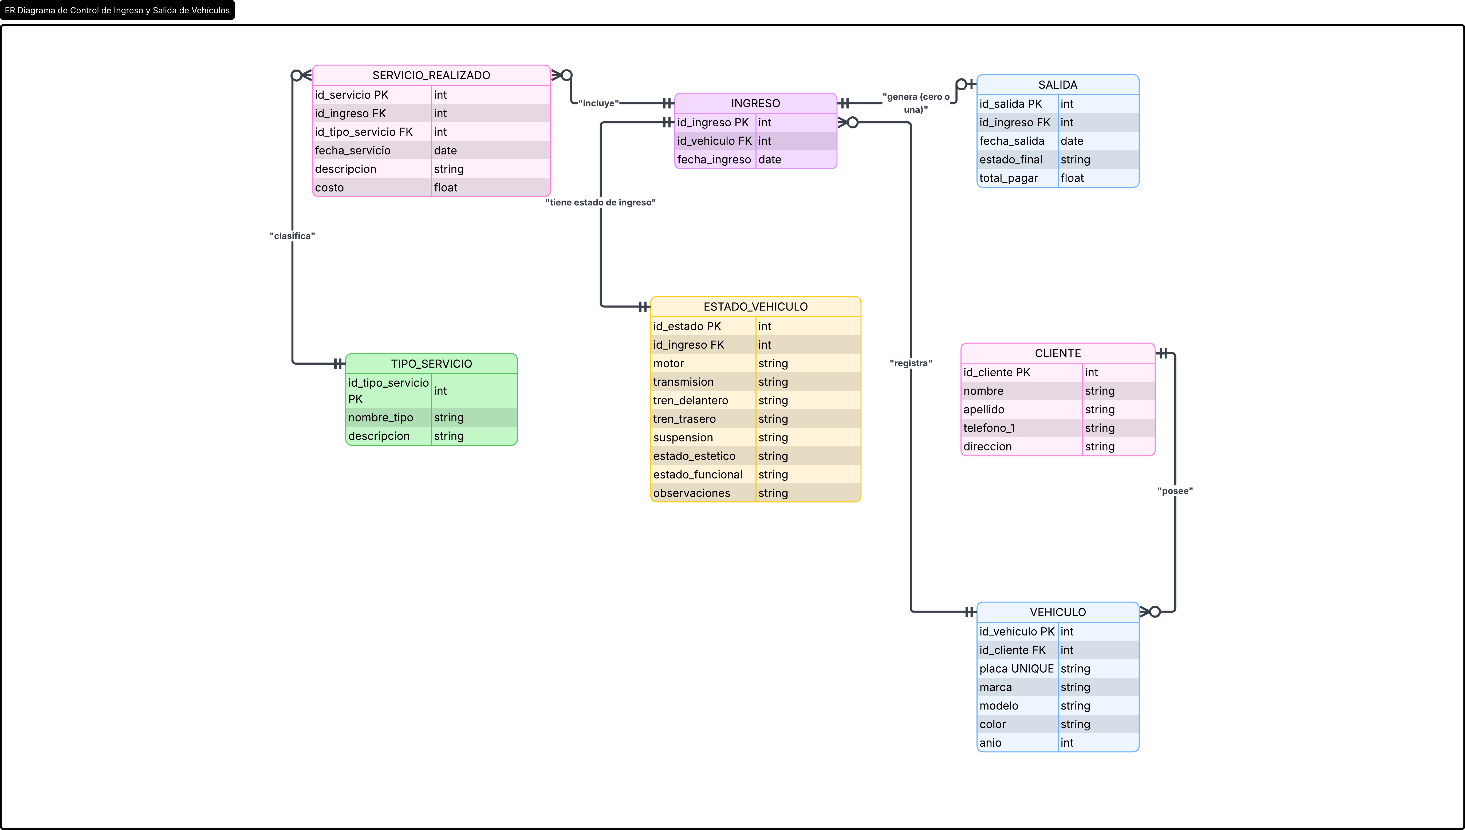 ER Diagrama de Control de Ingreso y Salida de Vehículos
SERVICIO_REALIZADO
id_servicio PK int
id_ingreso FK int
id_tipo_servicio FK int
fecha_servicio date
descripcion string
costo float
"incluye"
INGRESO
id_ingreso PK int
id_vehiculo FK int
fecha_ingreso date
"genera (cero o
una)"
SALIDA
id_salida PK int
id_ingreso FK int
fecha_salida date
estado_final string
total_pagar float
"tiene estado de ingreso"
"clasifica"
ESTADO_VEHICULO
id_estado PK int
id_ingreso FK int
motor string
transmision string
tren_delantero string
tren_trasero string
suspension string
estado_estetico string
estado_funcional string
observaciones string
TIPO_SERVICIO
id_tipo_servicio
PK int
nombre_tipo string
descripcion string
"registra"
CLIENTE
id_cliente PK int
nombre string
apellido string
telefono_1 string
direccion string
"posee"
VEHICULO
id_vehiculo PK int
id_cliente FK int
placa UNIQUE string
marca string
modelo string
color string
anio int